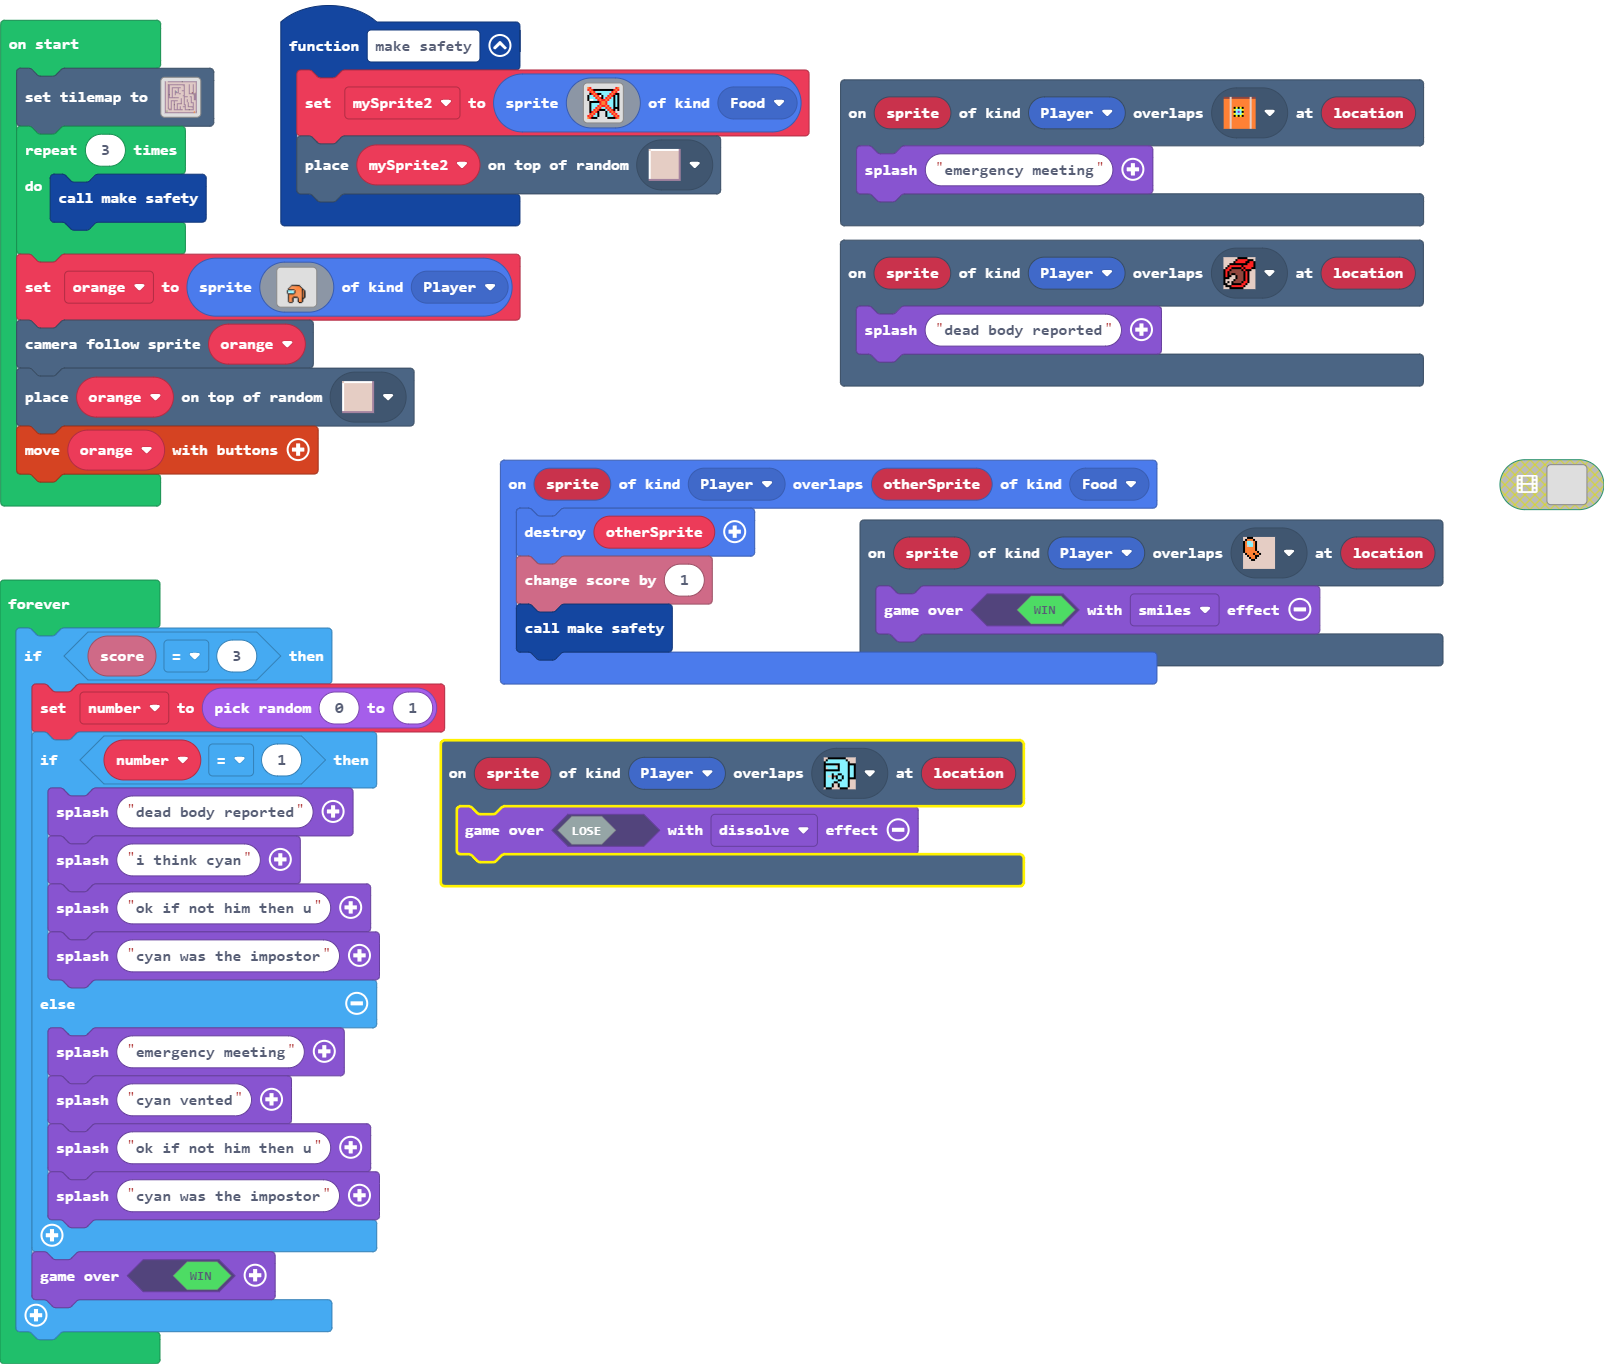 on start
set tilemap to
repeat 3 times
do
call make safety
set orange to sprite of kind Player
camera follow sprite orange
place orange on top of random
move orange with buttons
function make safety
set mySprite2 to sprite of kind Food
place mySprite2 on top of random
on sprite of kind Player overlaps at location
splash "emergency meeting"
on sprite of kind Player overlaps at location
splash "dead body reported"
on sprite of kind Player overlaps otherSprite of kind Food
destroy otherSprite
change score by 1
call make safety
on sprite of kind Player overlaps at location
game over WIN with smiles effect
forever
if score = 3 then
set number to pick random 0 to 1
if number = 1 then
splash "dead body reported"
splash "i think cyan"
splash "ok if not him then u"
splash "cyan was the impostor"
else
splash "emergency meeting"
splash "cyan vented"
splash "ok if not him then u"
splash "cyan was the impostor"
game over WIN
on sprite of kind Player overlaps at location
game over LOSE with dissolve effect